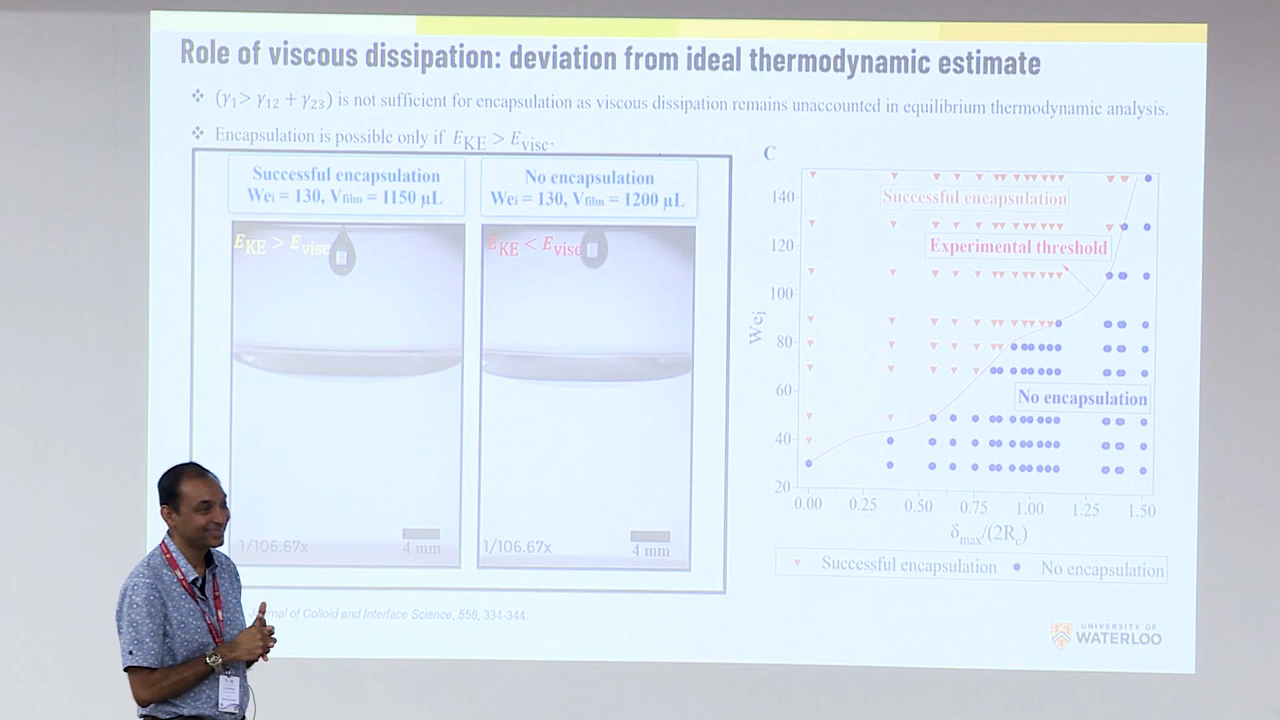 Role of viscous dissipation: deviation from ideal thermodynamic estimate
❖ (γ₁> γ₁₂ + γ₂₃) is not sufficient for encapsulation as viscous dissipation remains unaccounted in equilibrium thermodynamic analysis.
❖ Encapsulation is possible only if E_KE > E_visc.
Successful encapsulation
Weᵢ = 130, V_film = 1150 μL
E_KE > E_visc
1/106.67x
4 mm
No encapsulation
Weᵢ = 130, V_film = 1200 μL
E_KE < E_visc
1/106.67x
4 mm
C
Successful encapsulation
Experimental threshold
No encapsulation
Weᵢ
140
120
100
80
60
40
20
0.00 0.25 0.50 0.75 1.00 1.25 1.50
δ_max/(2R_c)
Successful encapsulation No encapsulation
Journal of Colloid and Interface Science, 558, 334-344.
UNIVERSITY OF
WATERLOO